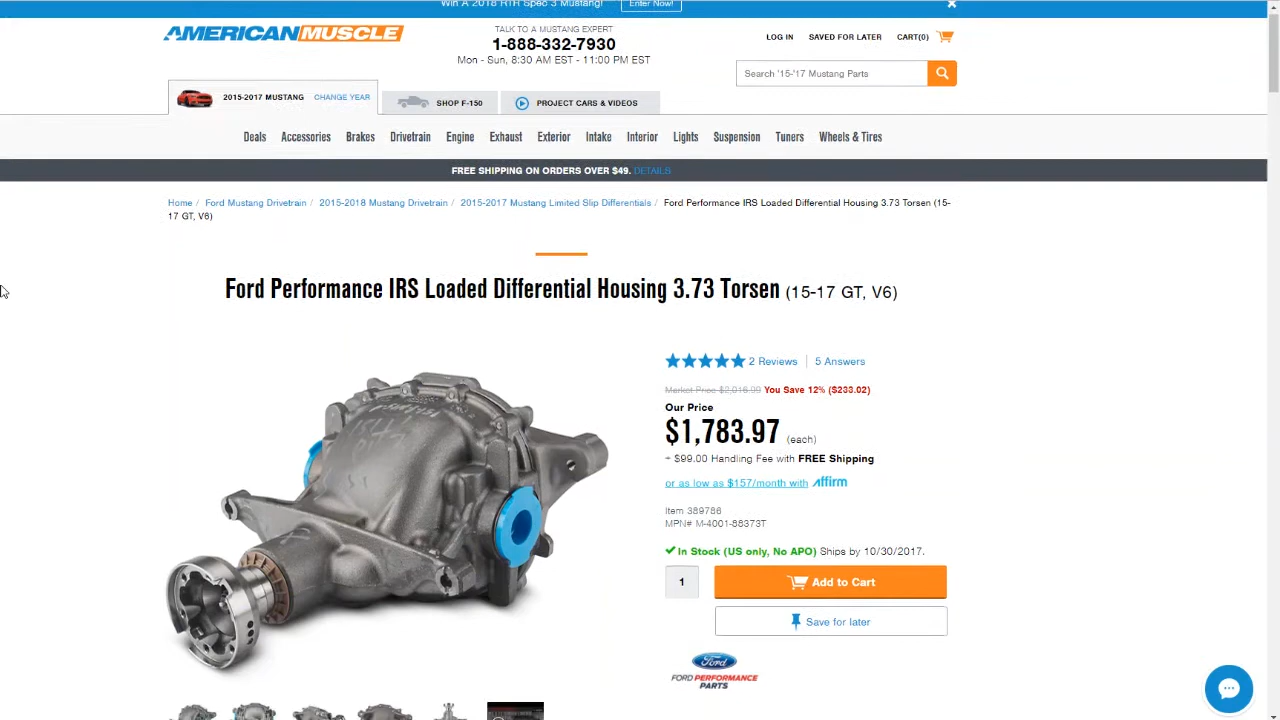 Win A 2018 RTR Spec 3 Mustang!
Enter Now!
AMERICANMUSCLE
TALK TO A MUSTANG EXPERT
1-888-332-7930
Mon - Sun, 8:30 AM EST - 11:00 PM EST
LOG IN SAVED FOR LATER CART(0)
Search '15-'17 Mustang Parts
2015-2017 MUSTANG CHANGE YEAR SHOP F-150 PROJECT CARS & VIDEOS
Deals Accessories Brakes Drivetrain Engine Exhaust Exterior Intake Interior Lights Suspension Tuners Wheels & Tires
FREE SHIPPING ON ORDERS OVER $49. DETAILS
Home / Ford Mustang Drivetrain / 2015-2018 Mustang Drivetrain / 2015-2017 Mustang Limited Slip Differentials / Ford Performance IRS Loaded Differential Housing 3.73 Torsen (15-
17 GT, V6)
Ford Performance IRS Loaded Differential Housing 3.73 Torsen (15-17 GT, V6)
2 Reviews | 5 Answers
Market Price $2,016.99 You Save 12% ($233.02)
Our Price
$1,783.97 (each)
+ $99.00 Handling Fee with FREE Shipping
or as low as $157/month with affirm
Item 389786
MPN# M-4001-88373T
In Stock (US only, No APO) Ships by 10/30/2017.
1 Add to Cart
Save for later
Ford
FORD PERFORMANCE
PARTS